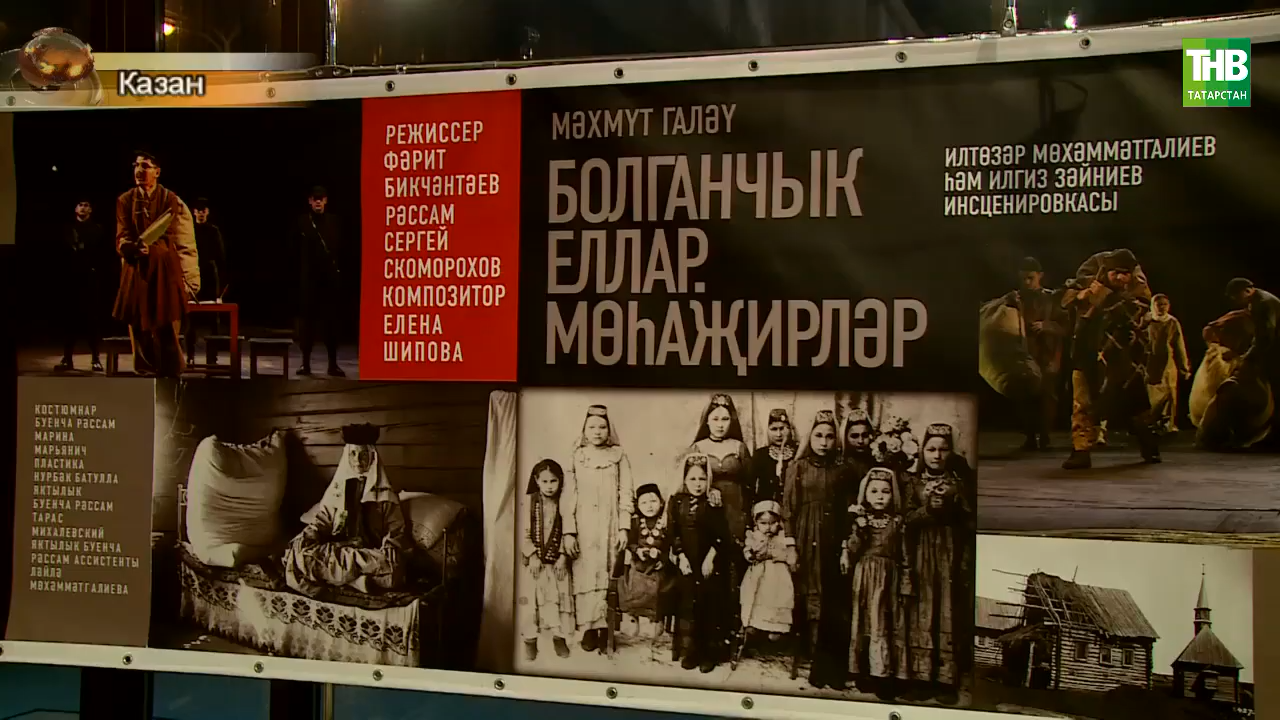 Казан
ТНВ
ТАТАРСТАН
РЕЖИССЕР
ФӘРИТ
БИКЧӘНТӘЕВ
РӘССАМ
СЕРГЕЙ
СКОМОРОХОВ
КОМПОЗИТОР
ЕЛЕНА
ШИПОВА
МӘХМҮТ ГАЛӘҮ
БОЛГАНЧЫК
ЕЛЛАР.
МӨҺАҖИРЛӘР
ИЛТӨЗӘР МӨХӘММӘТГАЛИЕВ
ҺӘМ ИЛГИЗ ЗӘЙНИЕВ
ИНСЦЕНИРОВКАСЫ
КОСТЮМНАР
БУЕНЧА РӘССАМ
МАРИНА
МАРЬЯНИЧ
ПЛАСТИКА
НУРБӘК БАТУЛЛА
ЯКТЫЛЫК
БУЕНЧА РӘССАМ
ТАРАС
МИХАЛЕВСКИЙ
ЯКТЫЛЫК БУЕНЧА
РӘССАМ АССИСТЕНТЫ
ЛӘЙЛӘ
МӨХӘММӘТГАЛИЕВА